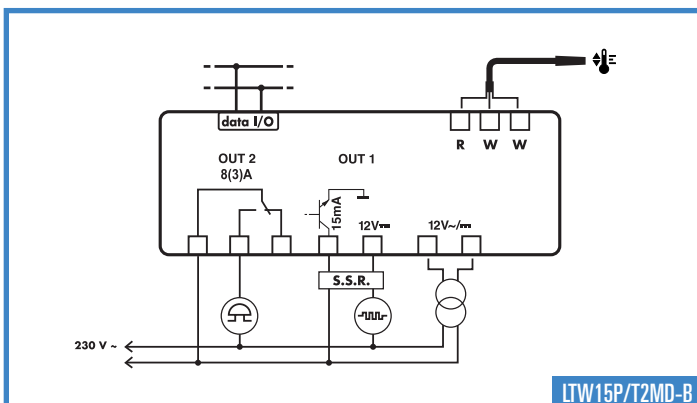 data I/O
R W W
OUT 2
8(3)A
OUT 1
15mA
12V⎓
12V~/⎓
S.S.R.
230 V ~
LTW15P/T2MD-B